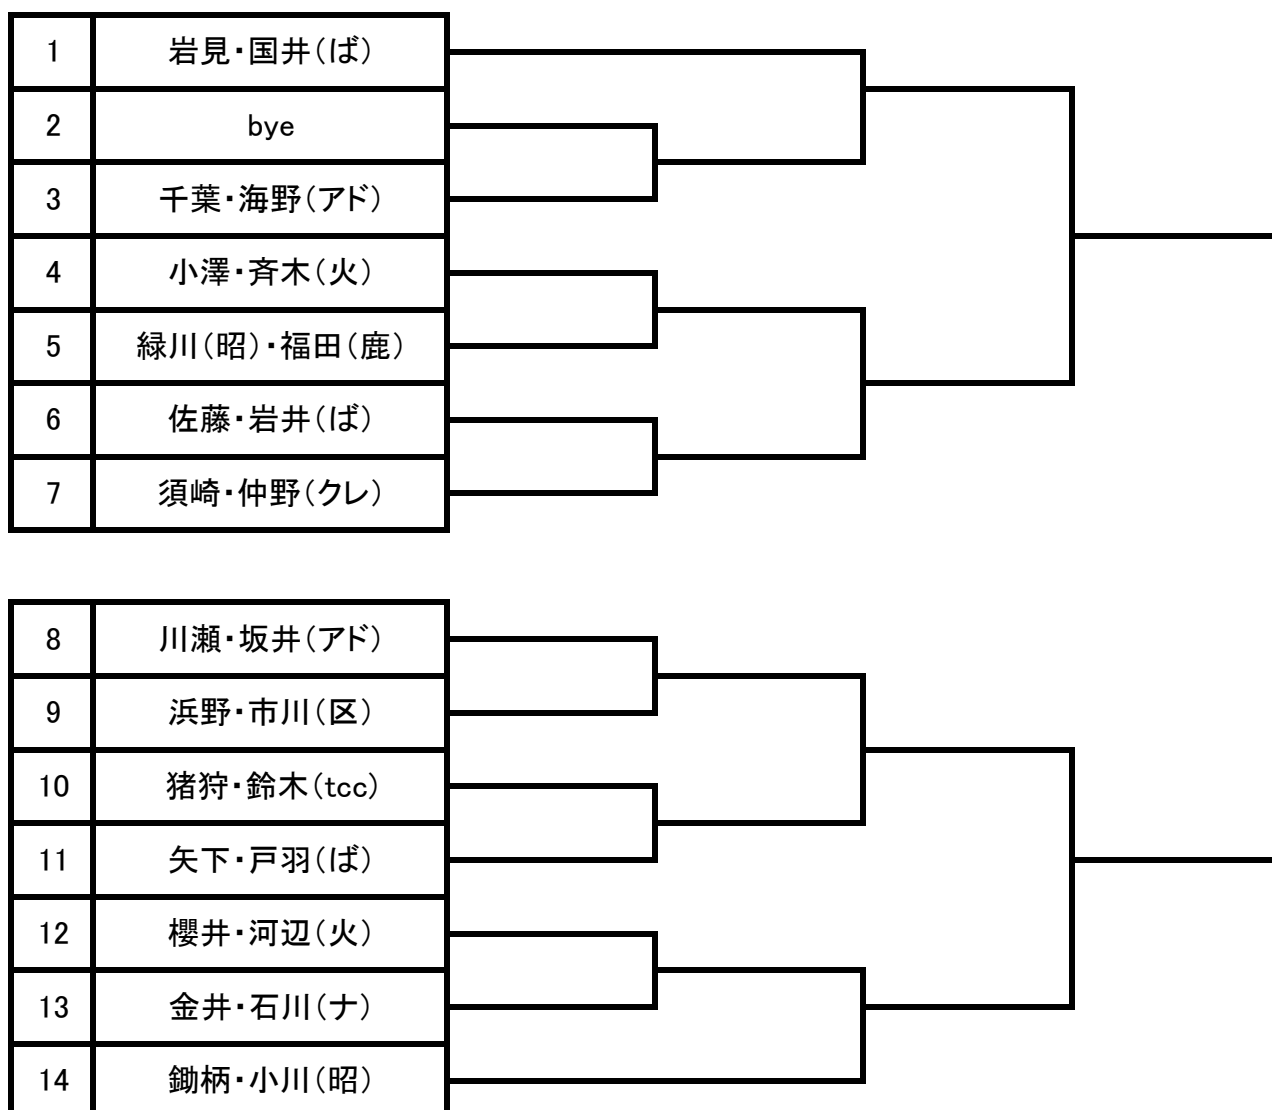 1 岩見・国井(ば)
2 bye
3 千葉・海野(アド)
4 小澤・斉木(火)
5 緑川(昭)・福田(鹿)
6 佐藤・岩井(ば)
7 須崎・仲野(クレ)
8 川瀬・坂井(アド)
9 浜野・市川(区)
10 猪狩・鈴木(tcc)
11 矢下・戸羽(ば)
12 櫻井・河辺(火)
13 金井・石川(ナ)
14 鋤柄・小川(昭)